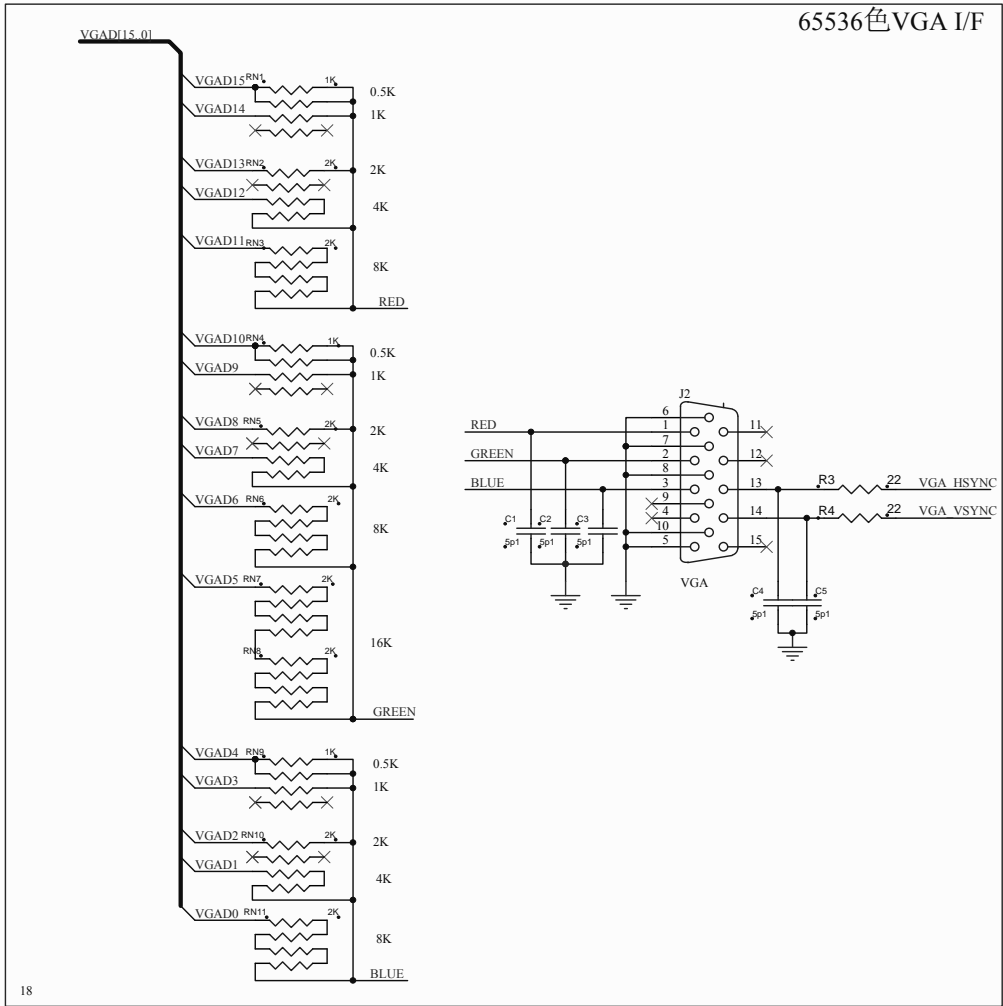 65536色VGA I/F
VGAD[15..0]
VGAD15 RN1 1K 0.5K
VGAD14 1K
VGAD13 RN2 2K 2K
VGAD12 4K
VGAD11 RN3 2K 8K
RED
VGAD10 RN4 1K 0.5K
VGAD9 1K
VGAD8 RN5 2K 2K
VGAD7 4K
VGAD6 RN6 2K 8K
VGAD5 RN7 2K
16K
RN8 2K
GREEN
VGAD4 RN9 1K 0.5K
VGAD3 1K
VGAD2 RN10 2K 2K
VGAD1 4K
VGAD0 RN11 2K 8K
BLUE
J2
6
RED 1 11
7
GREEN 2 12
8
BLUE 3 13 R3 22 VGA_HSYNC
9
4 14 R4 22 VGA_VSYNC
10
5 15
C1 C2 C3
5p1 5p1 5p1
VGA
C4 C5
5p1 5p1
18